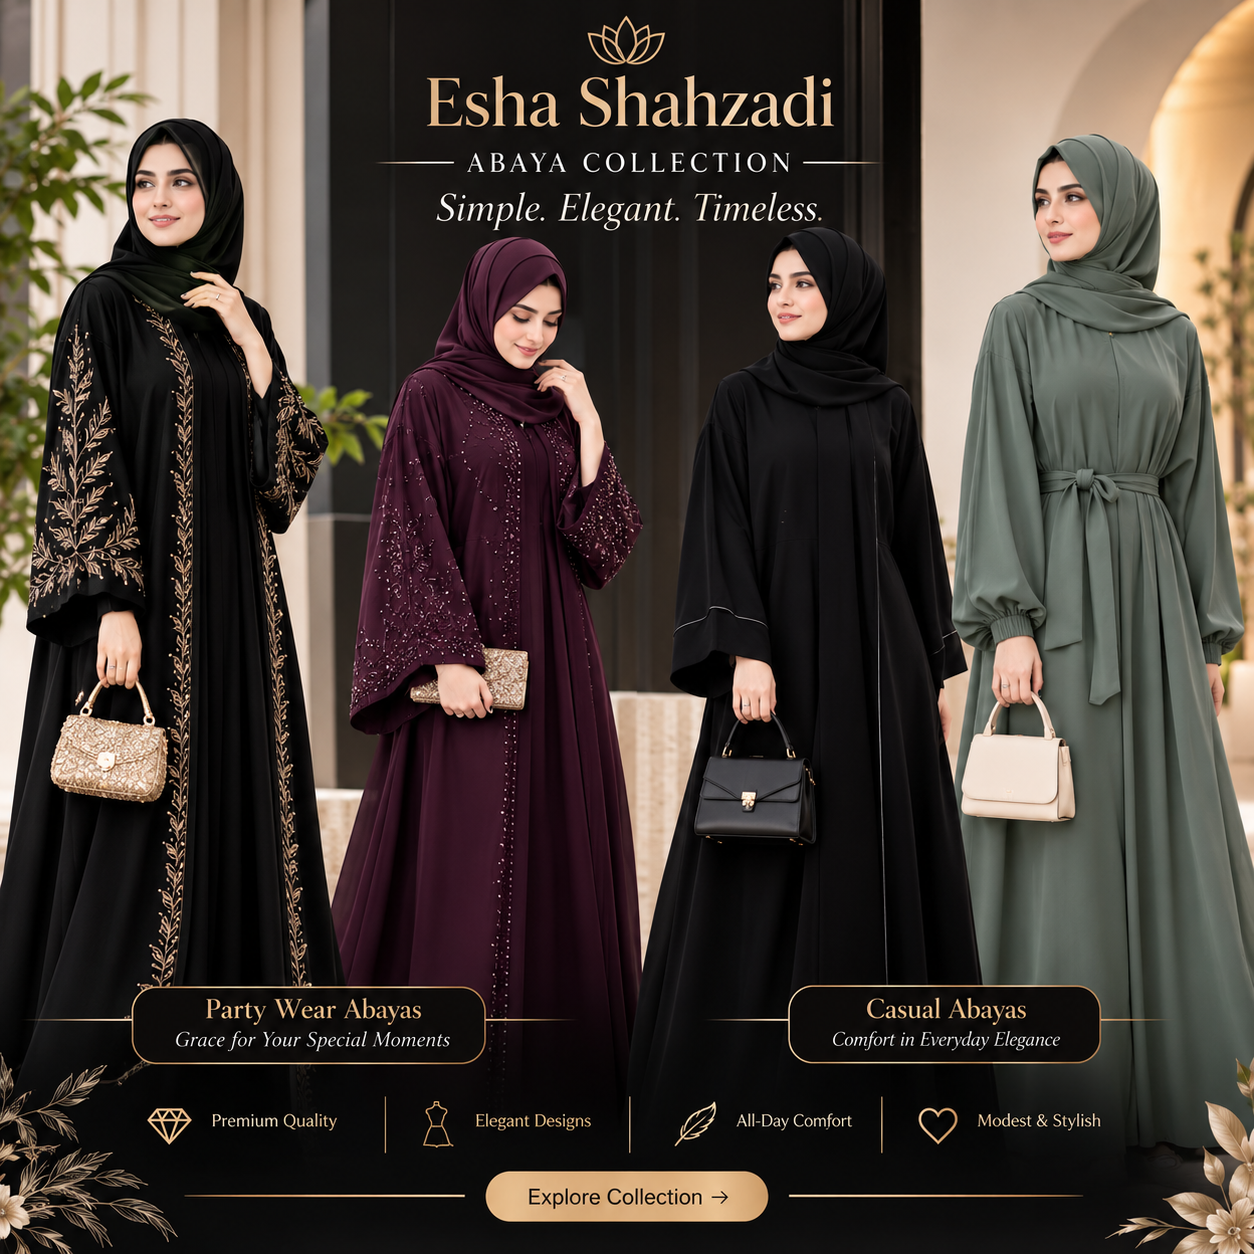 Esha Shahzadi
ABAYA COLLECTION
Simple. Elegant. Timeless.
Party Wear Abayas
Grace for Your Special Moments
Casual Abayas
Comfort in Everyday Elegance
Premium Quality
Elegant Designs
All-Day Comfort
Modest & Stylish
Explore Collection →